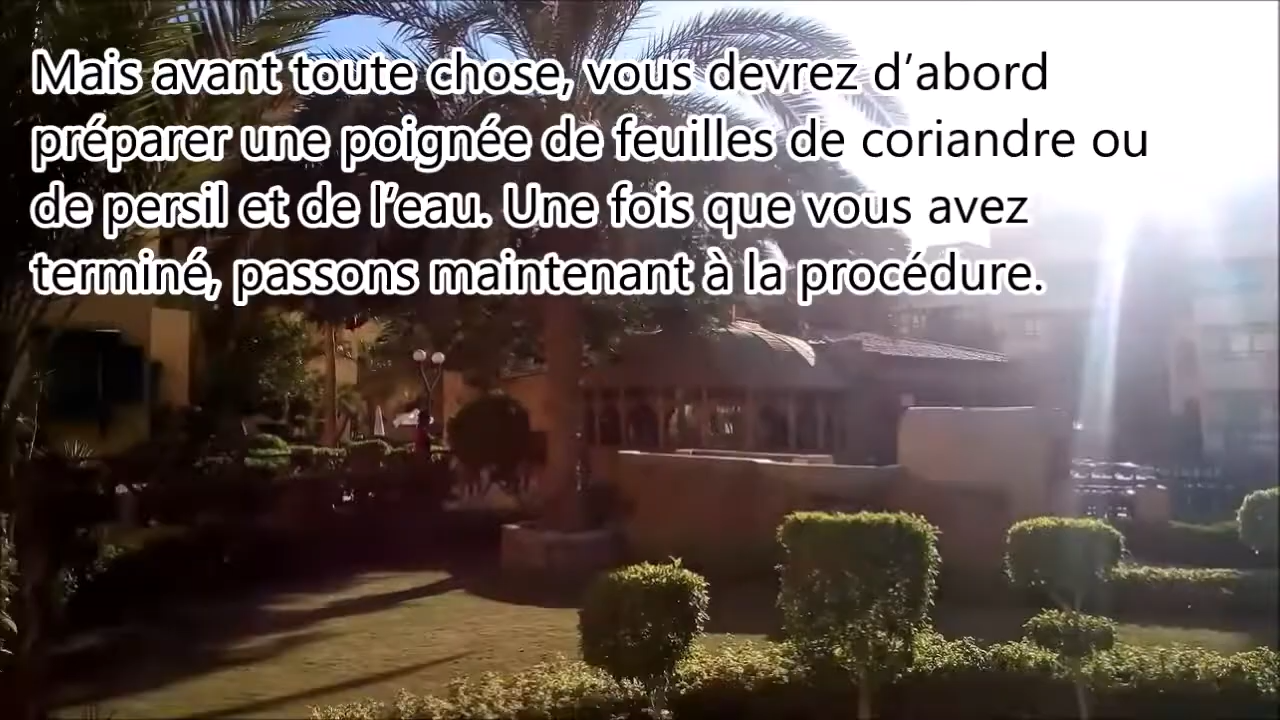 Mais avant toute chose, vous devrez d’abord
préparer une poignée de feuilles de coriandre ou
de persil et de l’eau. Une fois que vous avez
terminé, passons maintenant à la procédure.